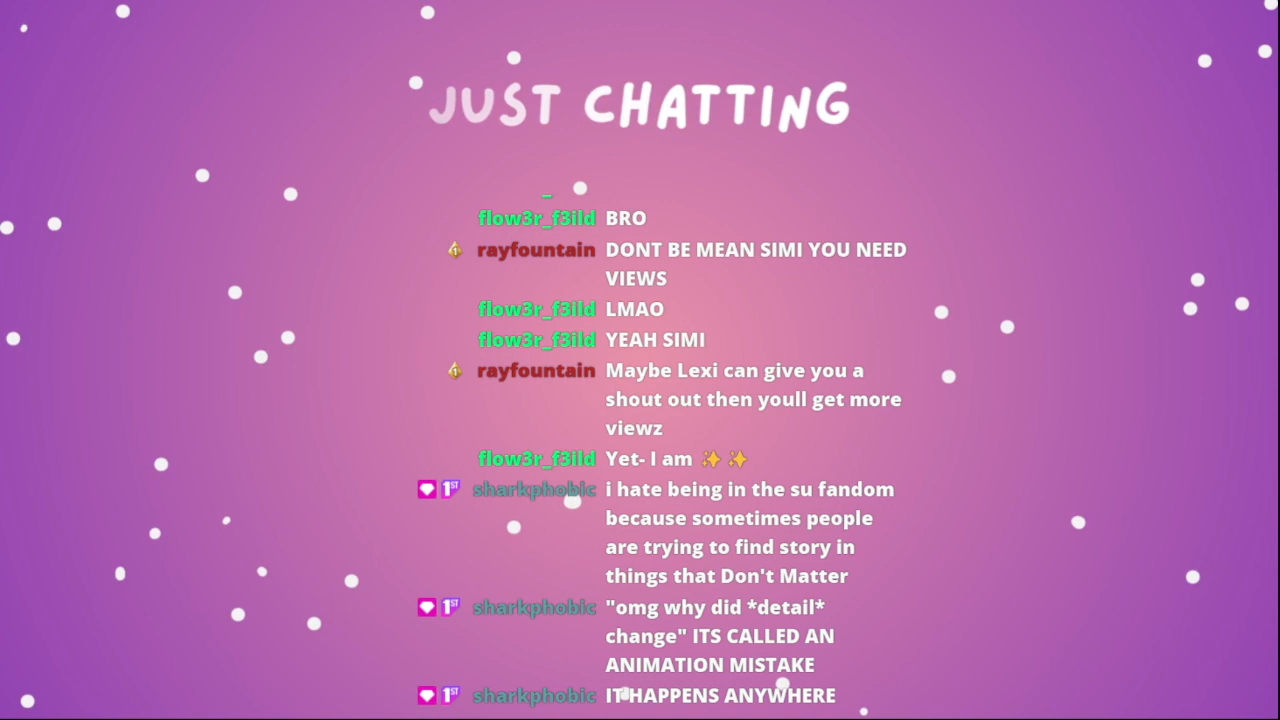 JUST CHATTING
flow3r_f3ild BRO
rayfountain DONT BE MEAN SIMI YOU NEED
VIEWS
flow3r_f3ild LMAO
flow3r_f3ild YEAH SIMI
rayfountain Maybe Lexi can give you a
shout out then youll get more
viewz
flow3r_f3ild Yet- I am ✨ ✨
1ST sharkphobic i hate being in the su fandom
because sometimes people
are trying to find story in
things that Don't Matter
1ST sharkphobic "omg why did *detail*
change" ITS CALLED AN
ANIMATION MISTAKE
1ST sharkphobic IT HAPPENS ANYWHERE